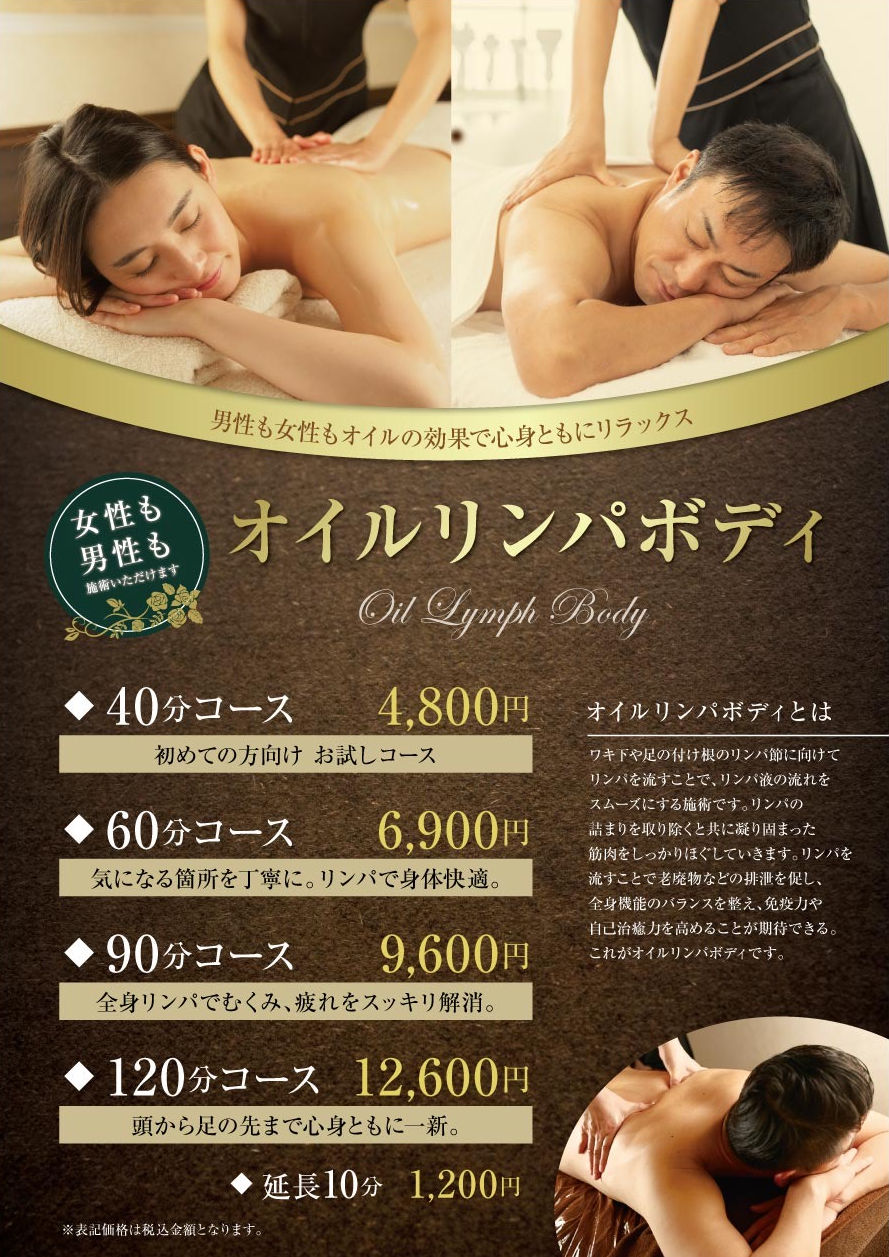 男性も女性もオイルの効果で心身ともにリラックス
女性も
男性も
施術いただけます
オイルリンパボディ
Oil Lymph Body
◆ 40分コース 4,800円
初めての方向け お試しコース
◆ 60分コース 6,900円
気になる箇所を丁寧に。リンパで身体快適。
◆ 90分コース 9,600円
全身リンパでむくみ、疲れをスッキリ解消。
◆ 120分コース 12,600円
頭から足の先まで心身ともに一新。
◆ 延長10分 1,200円
※表記価格は税込金額となります。
オイルリンパボディとは
ワキ下や足の付け根のリンパ節に向けて
リンパを流すことで、リンパ液の流れを
スムーズにする施術です。リンパの
詰まりを取り除くと共に凝り固まった
筋肉をしっかりほぐしていきます。リンパを
流すことで老廃物などの排泄を促し、
全身機能のバランスを整え、免疫力や
自己治癒力を高めることが期待できる。
これがオイルリンパボディです。